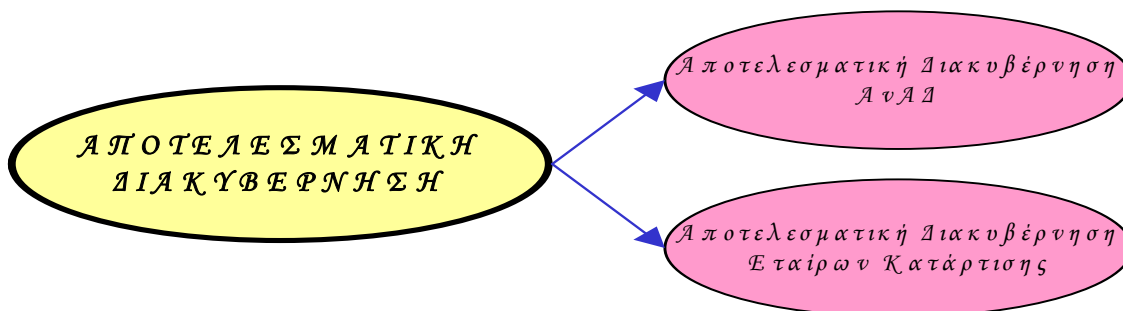 ΑΠΟΤΕΛΕΣΜΑΤΙΚΗ
ΔΙΑΚΥΒΕΡΝΗΣΗ
Αποτελεσματική Διακυβέρνηση
ΑνΑΔ
Αποτελεσματική Διακυβέρνηση
Εταίρων Κατάρτισης